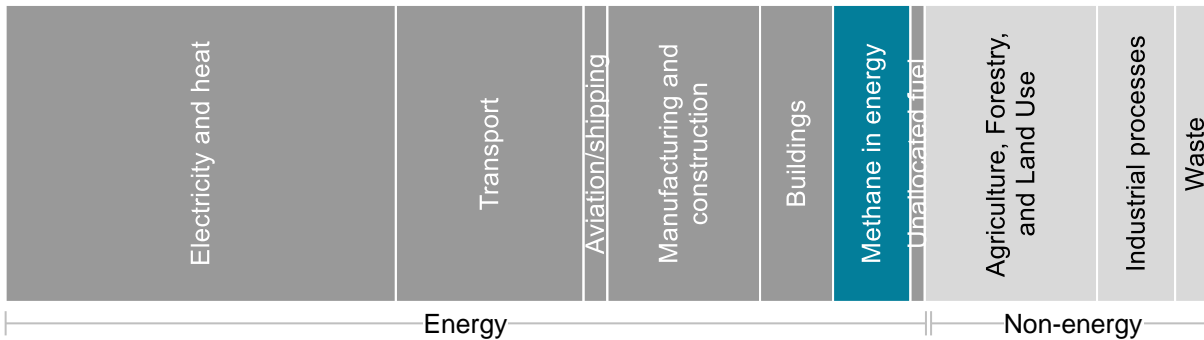 Electricity and heat
Transport
Aviation/shipping
Manufacturing and
construction
Buildings
Methane in energy
Unallocated fuel
Agriculture, Forestry,
and Land Use
Industrial processes
Waste
Energy
Non-energy